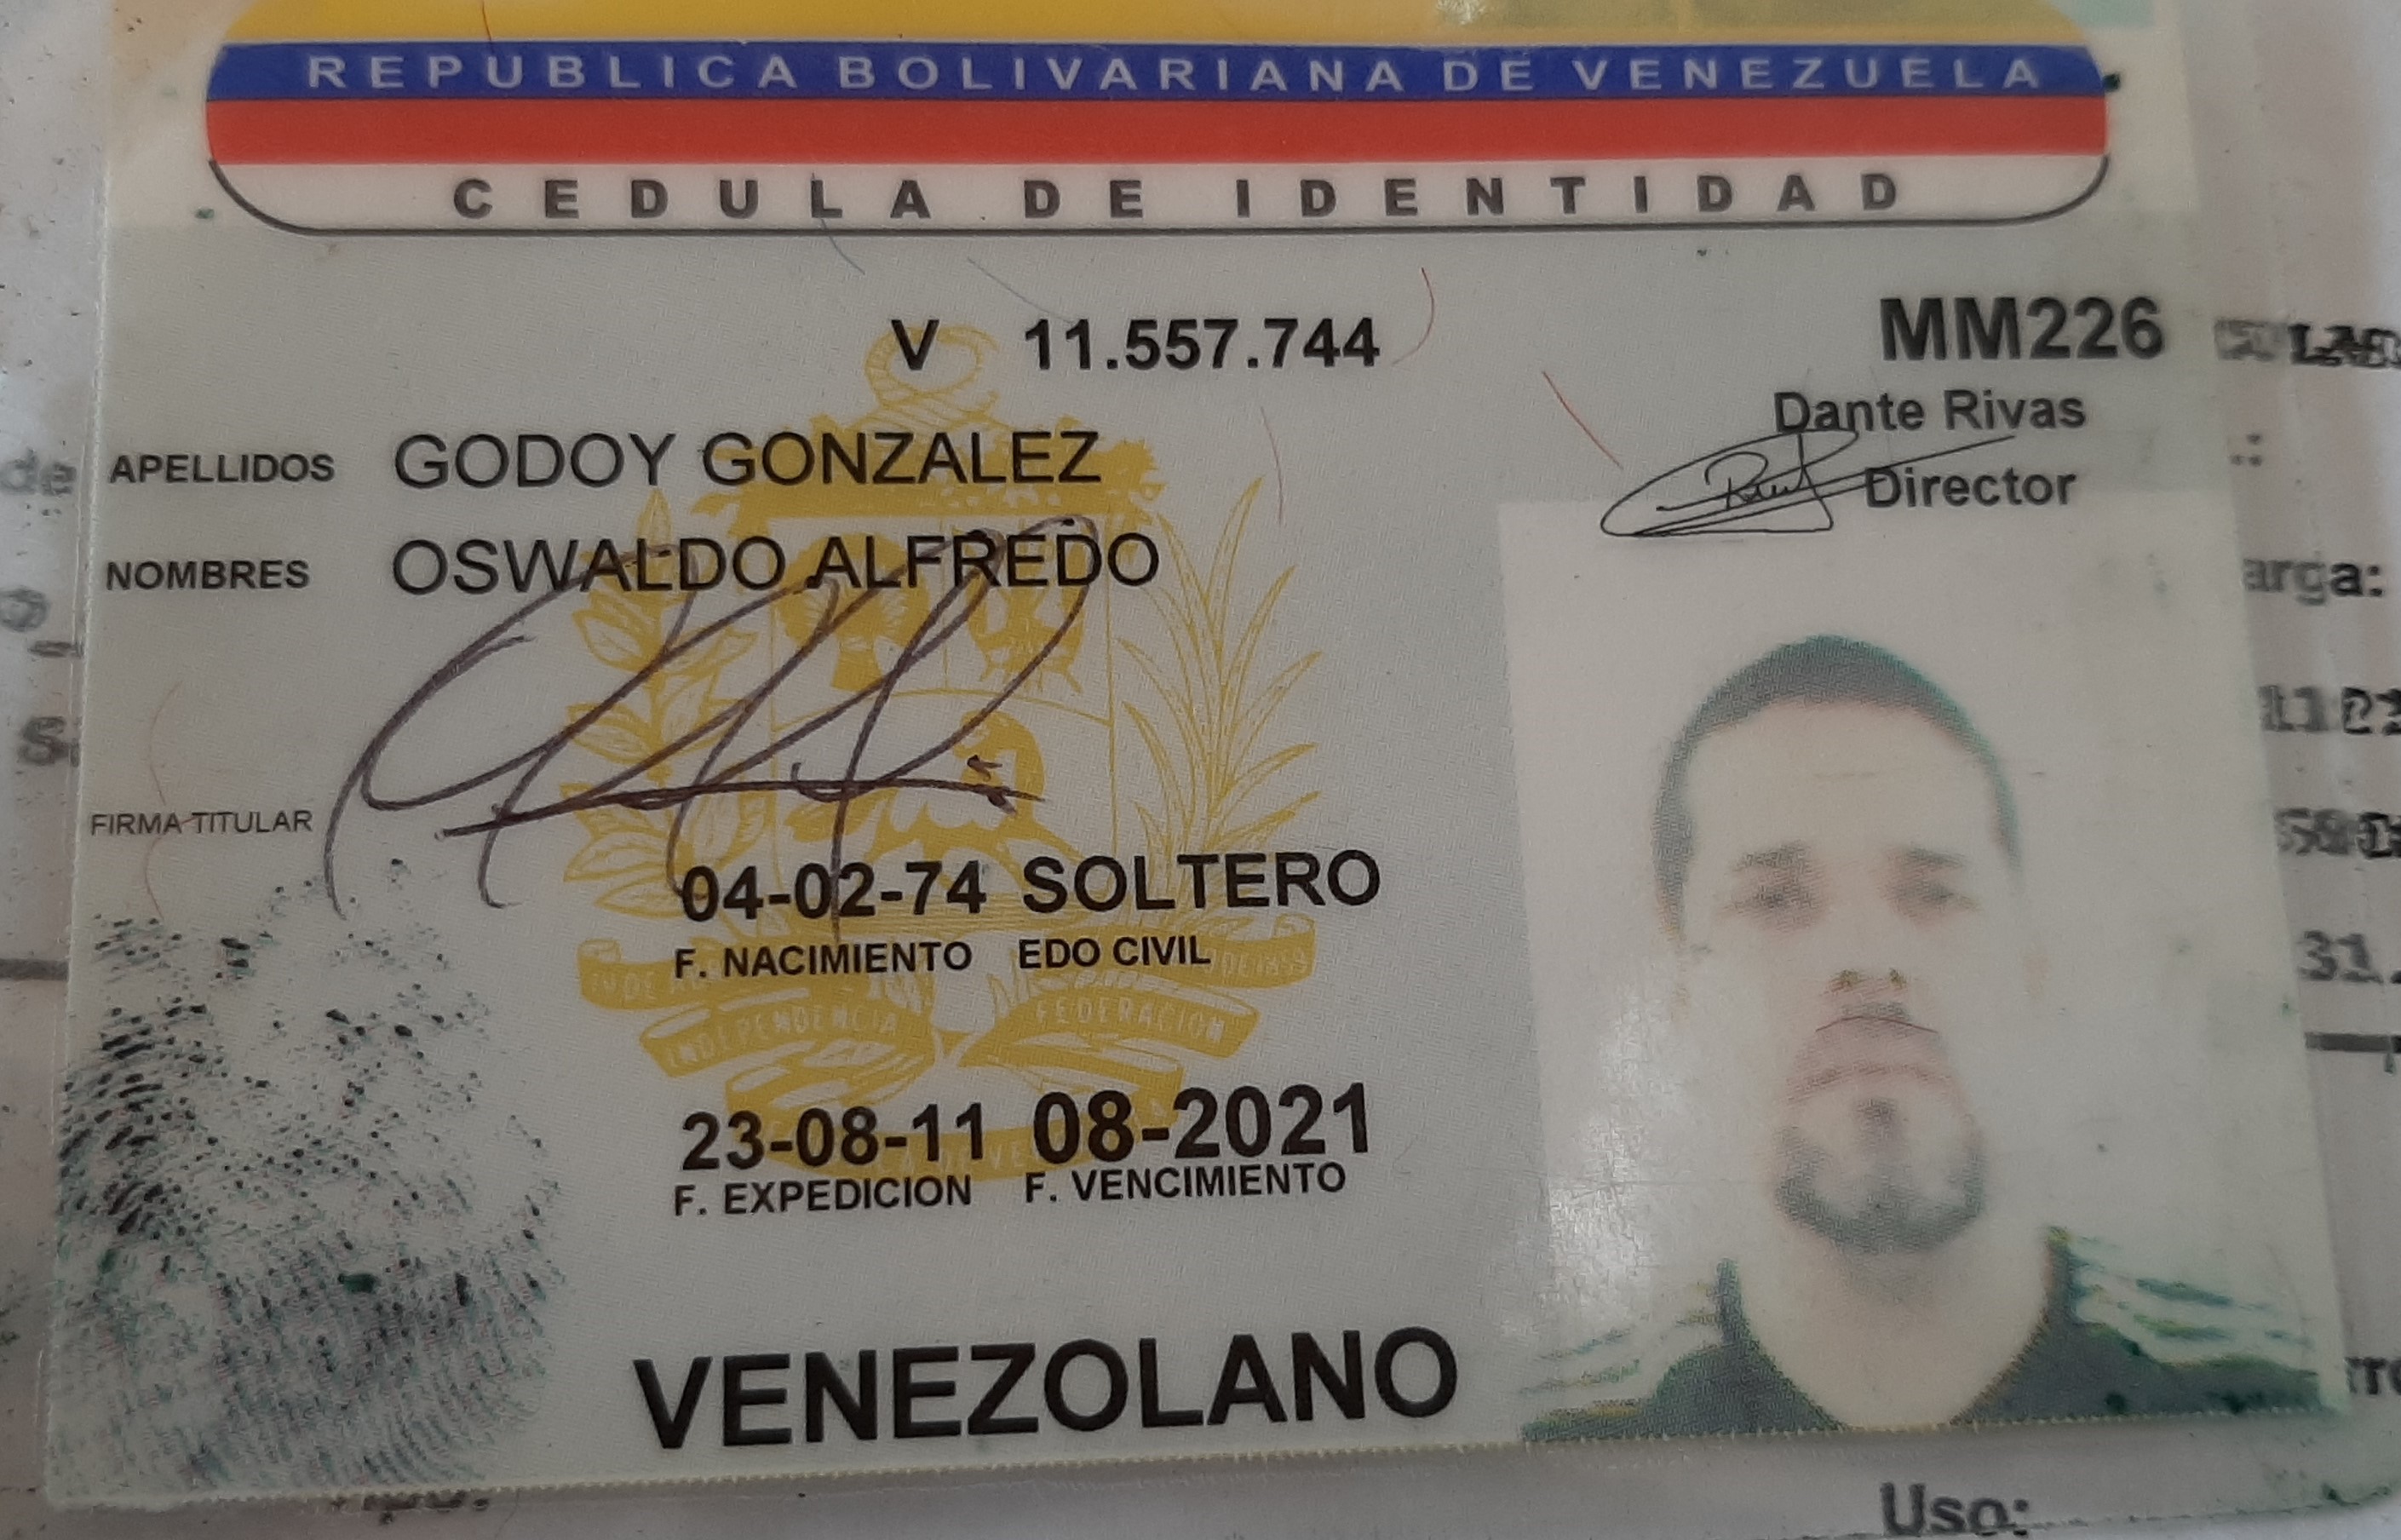 REPUBLICA BOLIVARIANA DE VENEZUELA
CEDULA DE IDENTIDAD
V 11.557.744
MM226
Dante Rivas
Director
APELLIDOS GODOY GONZALEZ
NOMBRES OSWALDO ALFREDO
FIRMA TITULAR
04-02-74 SOLTERO
F. NACIMIENTO EDO CIVIL
INDEPENDENCIA FEDERACION
23-08-11 08-2021
F. EXPEDICION F. VENCIMIENTO
VENEZOLANO
de
arga:
31.
Uso: